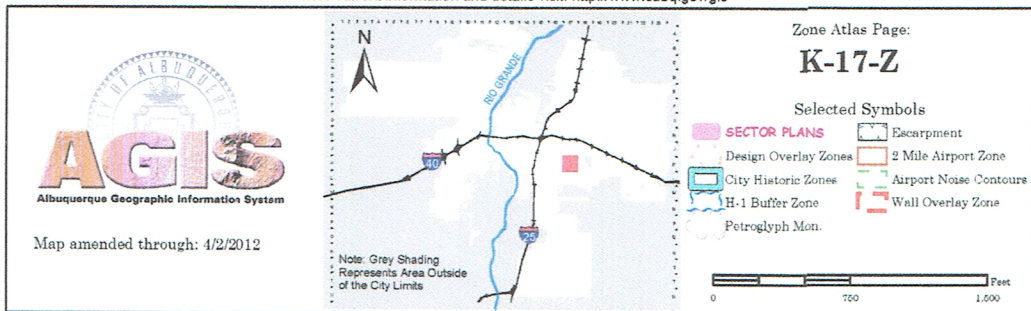 CITY OF ALBUQUERQUE
AGIS
Albuquerque Geographic Information System
Map amended through: 4/2/2012
N
RIO GRANDE
40
25
Note: Grey Shading
Represents Area Outside
of the City Limits
Zone Atlas Page:
K-17-Z
Selected Symbols
SECTOR PLANS
Escarpment
Design Overlay Zones
2 Mile Airport Zone
City Historic Zones
Airport Noise Contours
H-1 Buffer Zone
Wall Overlay Zone
Petroglyph Mon.
Feet
0 750 1,500